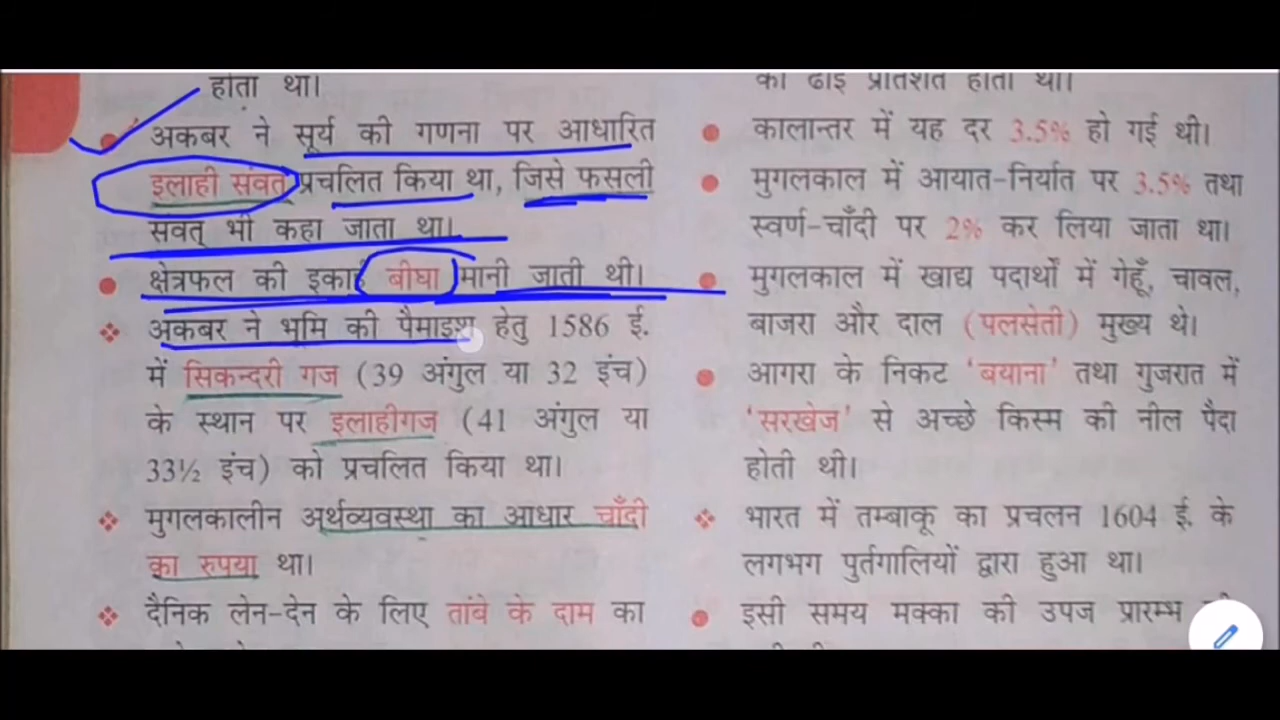 होता था।
अकबर ने सूर्य की गणना पर आधारित
इलाही संवत् प्रचलित किया था, जिसे फसली
संवत् भी कहा जाता था।
क्षेत्रफल की इकाई बीघा मानी जाती थी।
अकबर ने भूमि की पैमाइश हेतु 1586 ई.
में सिकन्दरी गज (39 अंगुल या 32 इंच)
के स्थान पर इलाहीगज (41 अंगुल या
33½ इंच) को प्रचलित किया था।
मुगलकालीन अर्थव्यवस्था का आधार चाँदी
का रुपया था।
दैनिक लेन-देन के लिए तांबे के दाम का
का ढाई प्रतिशत होता था।
कालान्तर में यह दर 3.5% हो गई थी।
मुगलकाल में आयात-निर्यात पर 3.5% तथा
स्वर्ण-चाँदी पर 2% कर लिया जाता था।
मुगलकाल में खाद्य पदार्थों में गेहूँ, चावल,
बाजरा और दाल (पलसेती) मुख्य थे।
आगरा के निकट 'बयाना' तथा गुजरात में
'सरखेज' से अच्छे किस्म की नील पैदा
होती थी।
भारत में तम्बाकू का प्रचलन 1604 ई. के
लगभग पुर्तगालियों द्वारा हुआ था।
इसी समय मक्का की उपज प्रारम्भ